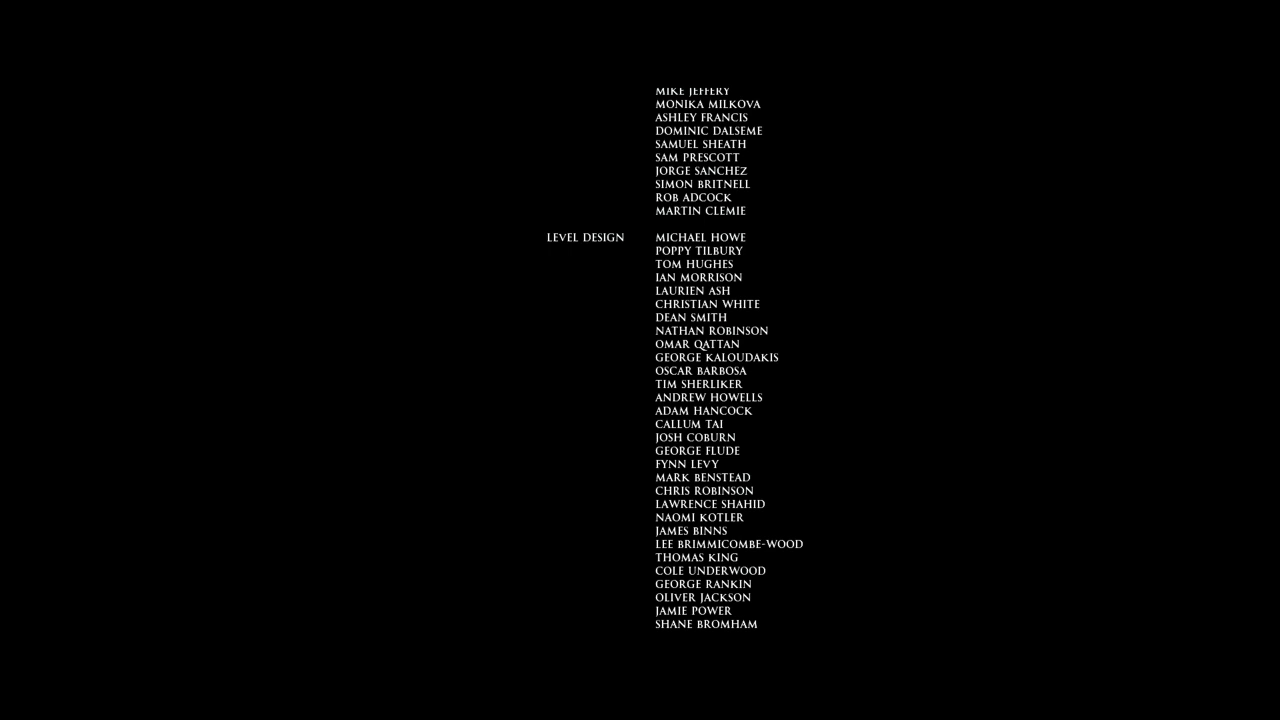 MIKE JEFFERY
MONIKA MILKOVA
ASHLEY FRANCIS
DOMINIC DALSEME
SAMUEL SHEATH
SAM PRESCOTT
JORGE SANCHEZ
SIMON BRITNELL
ROB ADCOCK
MARTIN CLEMIE
LEVEL DESIGN MICHAEL HOWE
POPPY TILBURY
TOM HUGHES
IAN MORRISON
LAURIEN ASH
CHRISTIAN WHITE
DEAN SMITH
NATHAN ROBINSON
OMAR QATTAN
GEORGE KALOUDAKIS
OSCAR BARBOSA
TIM SHERLIKER
ANDREW HOWELLS
ADAM HANCOCK
CALLUM TAI
JOSH COBURN
GEORGE FLUDE
FYNN LEVY
MARK BENSTEAD
CHRIS ROBINSON
LAWRENCE SHAHID
NAOMI KOTLER
JAMES BINNS
LEE BRIMMICOMBE-WOOD
THOMAS KING
COLE UNDERWOOD
GEORGE RANKIN
OLIVER JACKSON
JAMIE POWER
SHANE BROMHAM